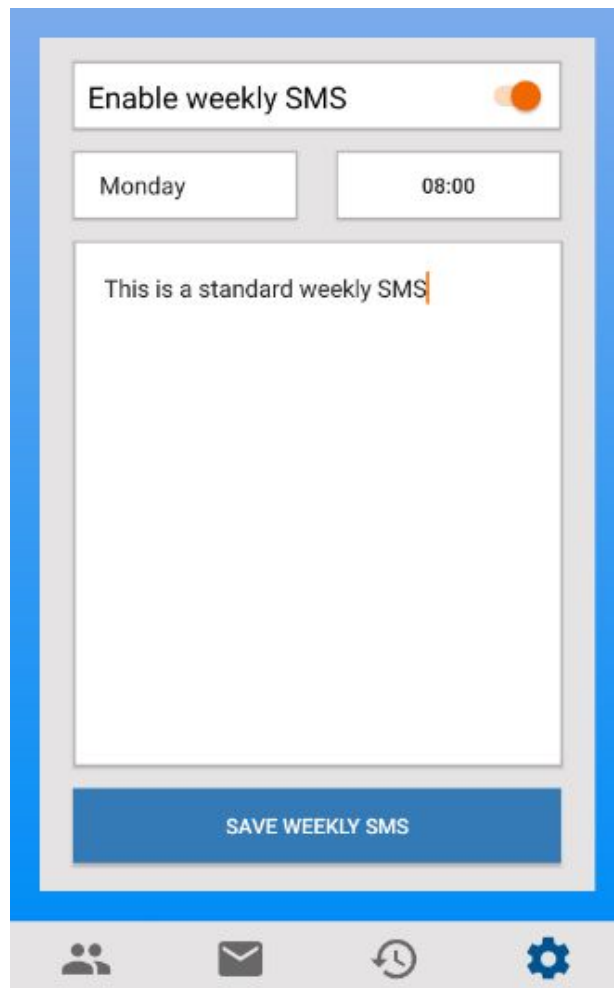 Enable weekly SMS
Monday
08:00
This is a standard weekly SMS
SAVE WEEKLY SMS